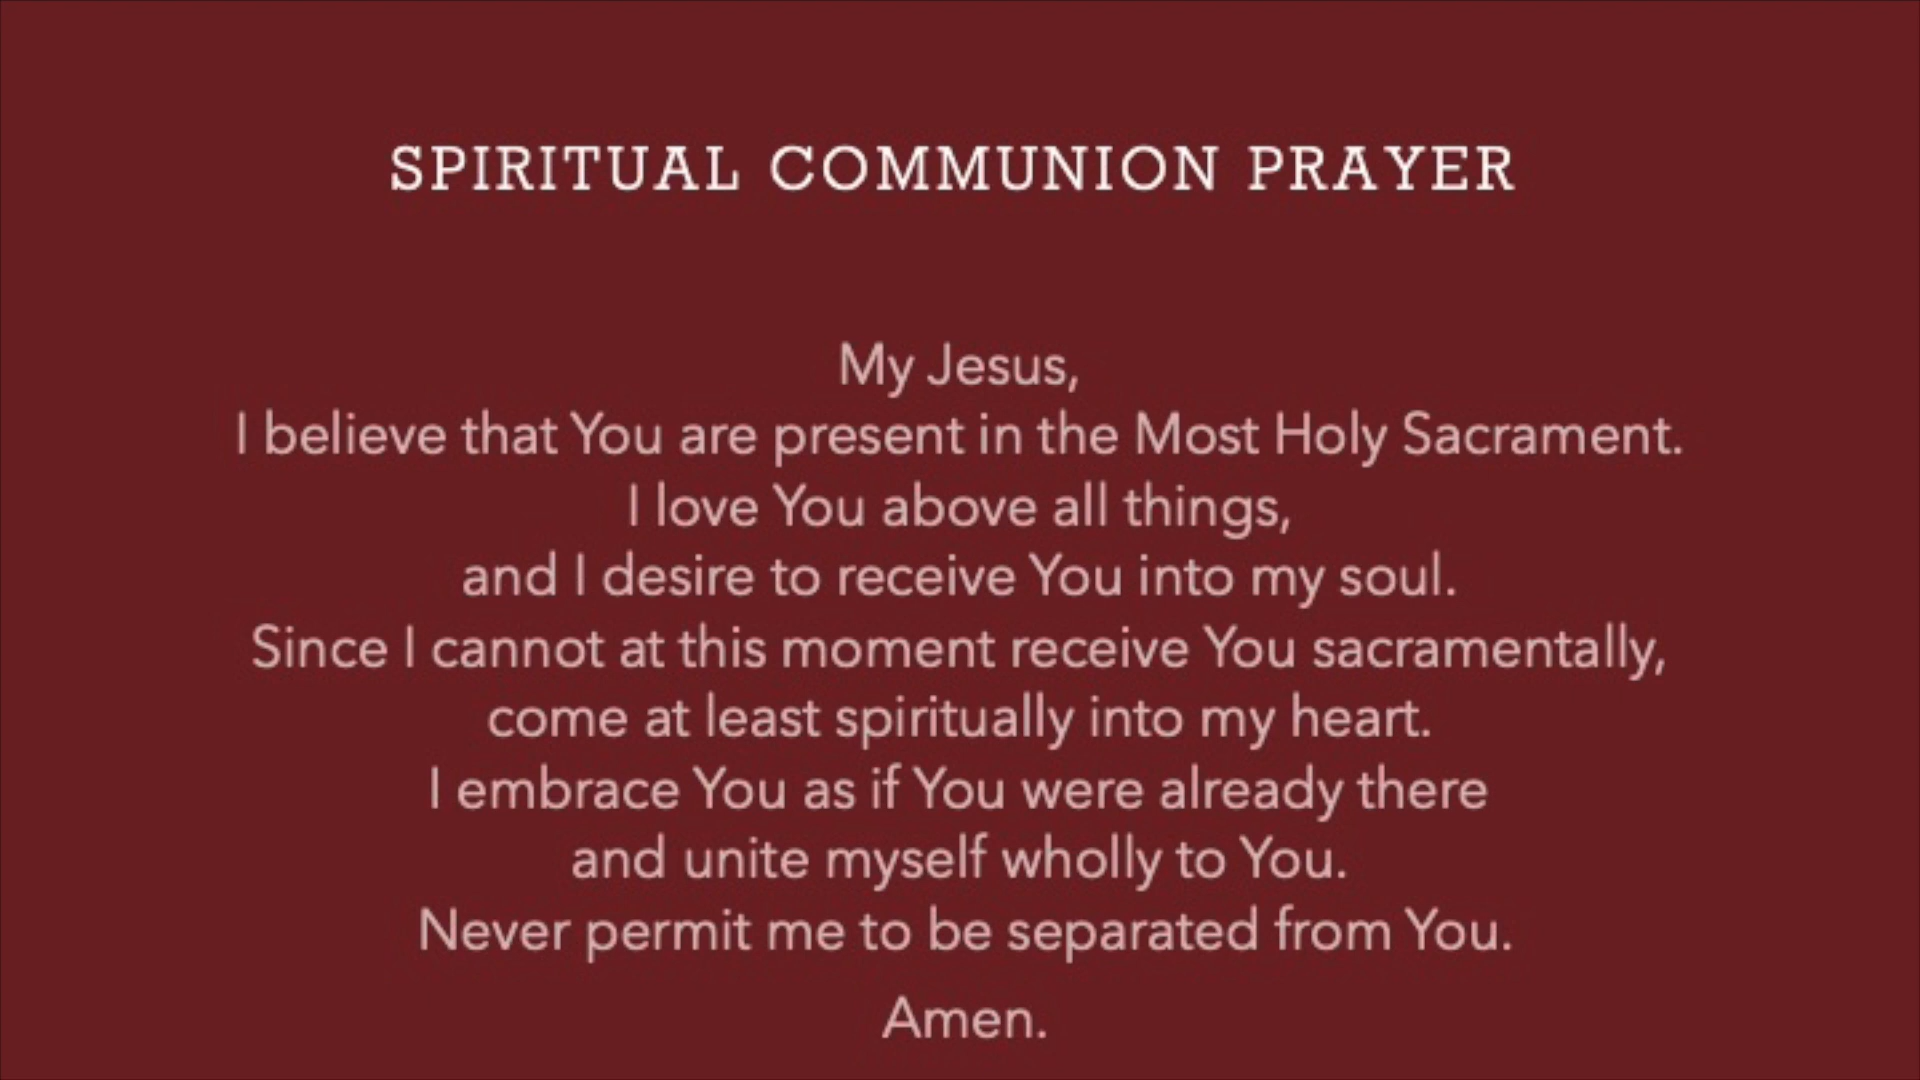 SPIRITUAL COMMUNION PRAYER
My Jesus,
I believe that You are present in the Most Holy Sacrament.
I love You above all things,
and I desire to receive You into my soul.
Since I cannot at this moment receive You sacramentally,
come at least spiritually into my heart.
I embrace You as if You were already there
and unite myself wholly to You.
Never permit me to be separated from You.
Amen.